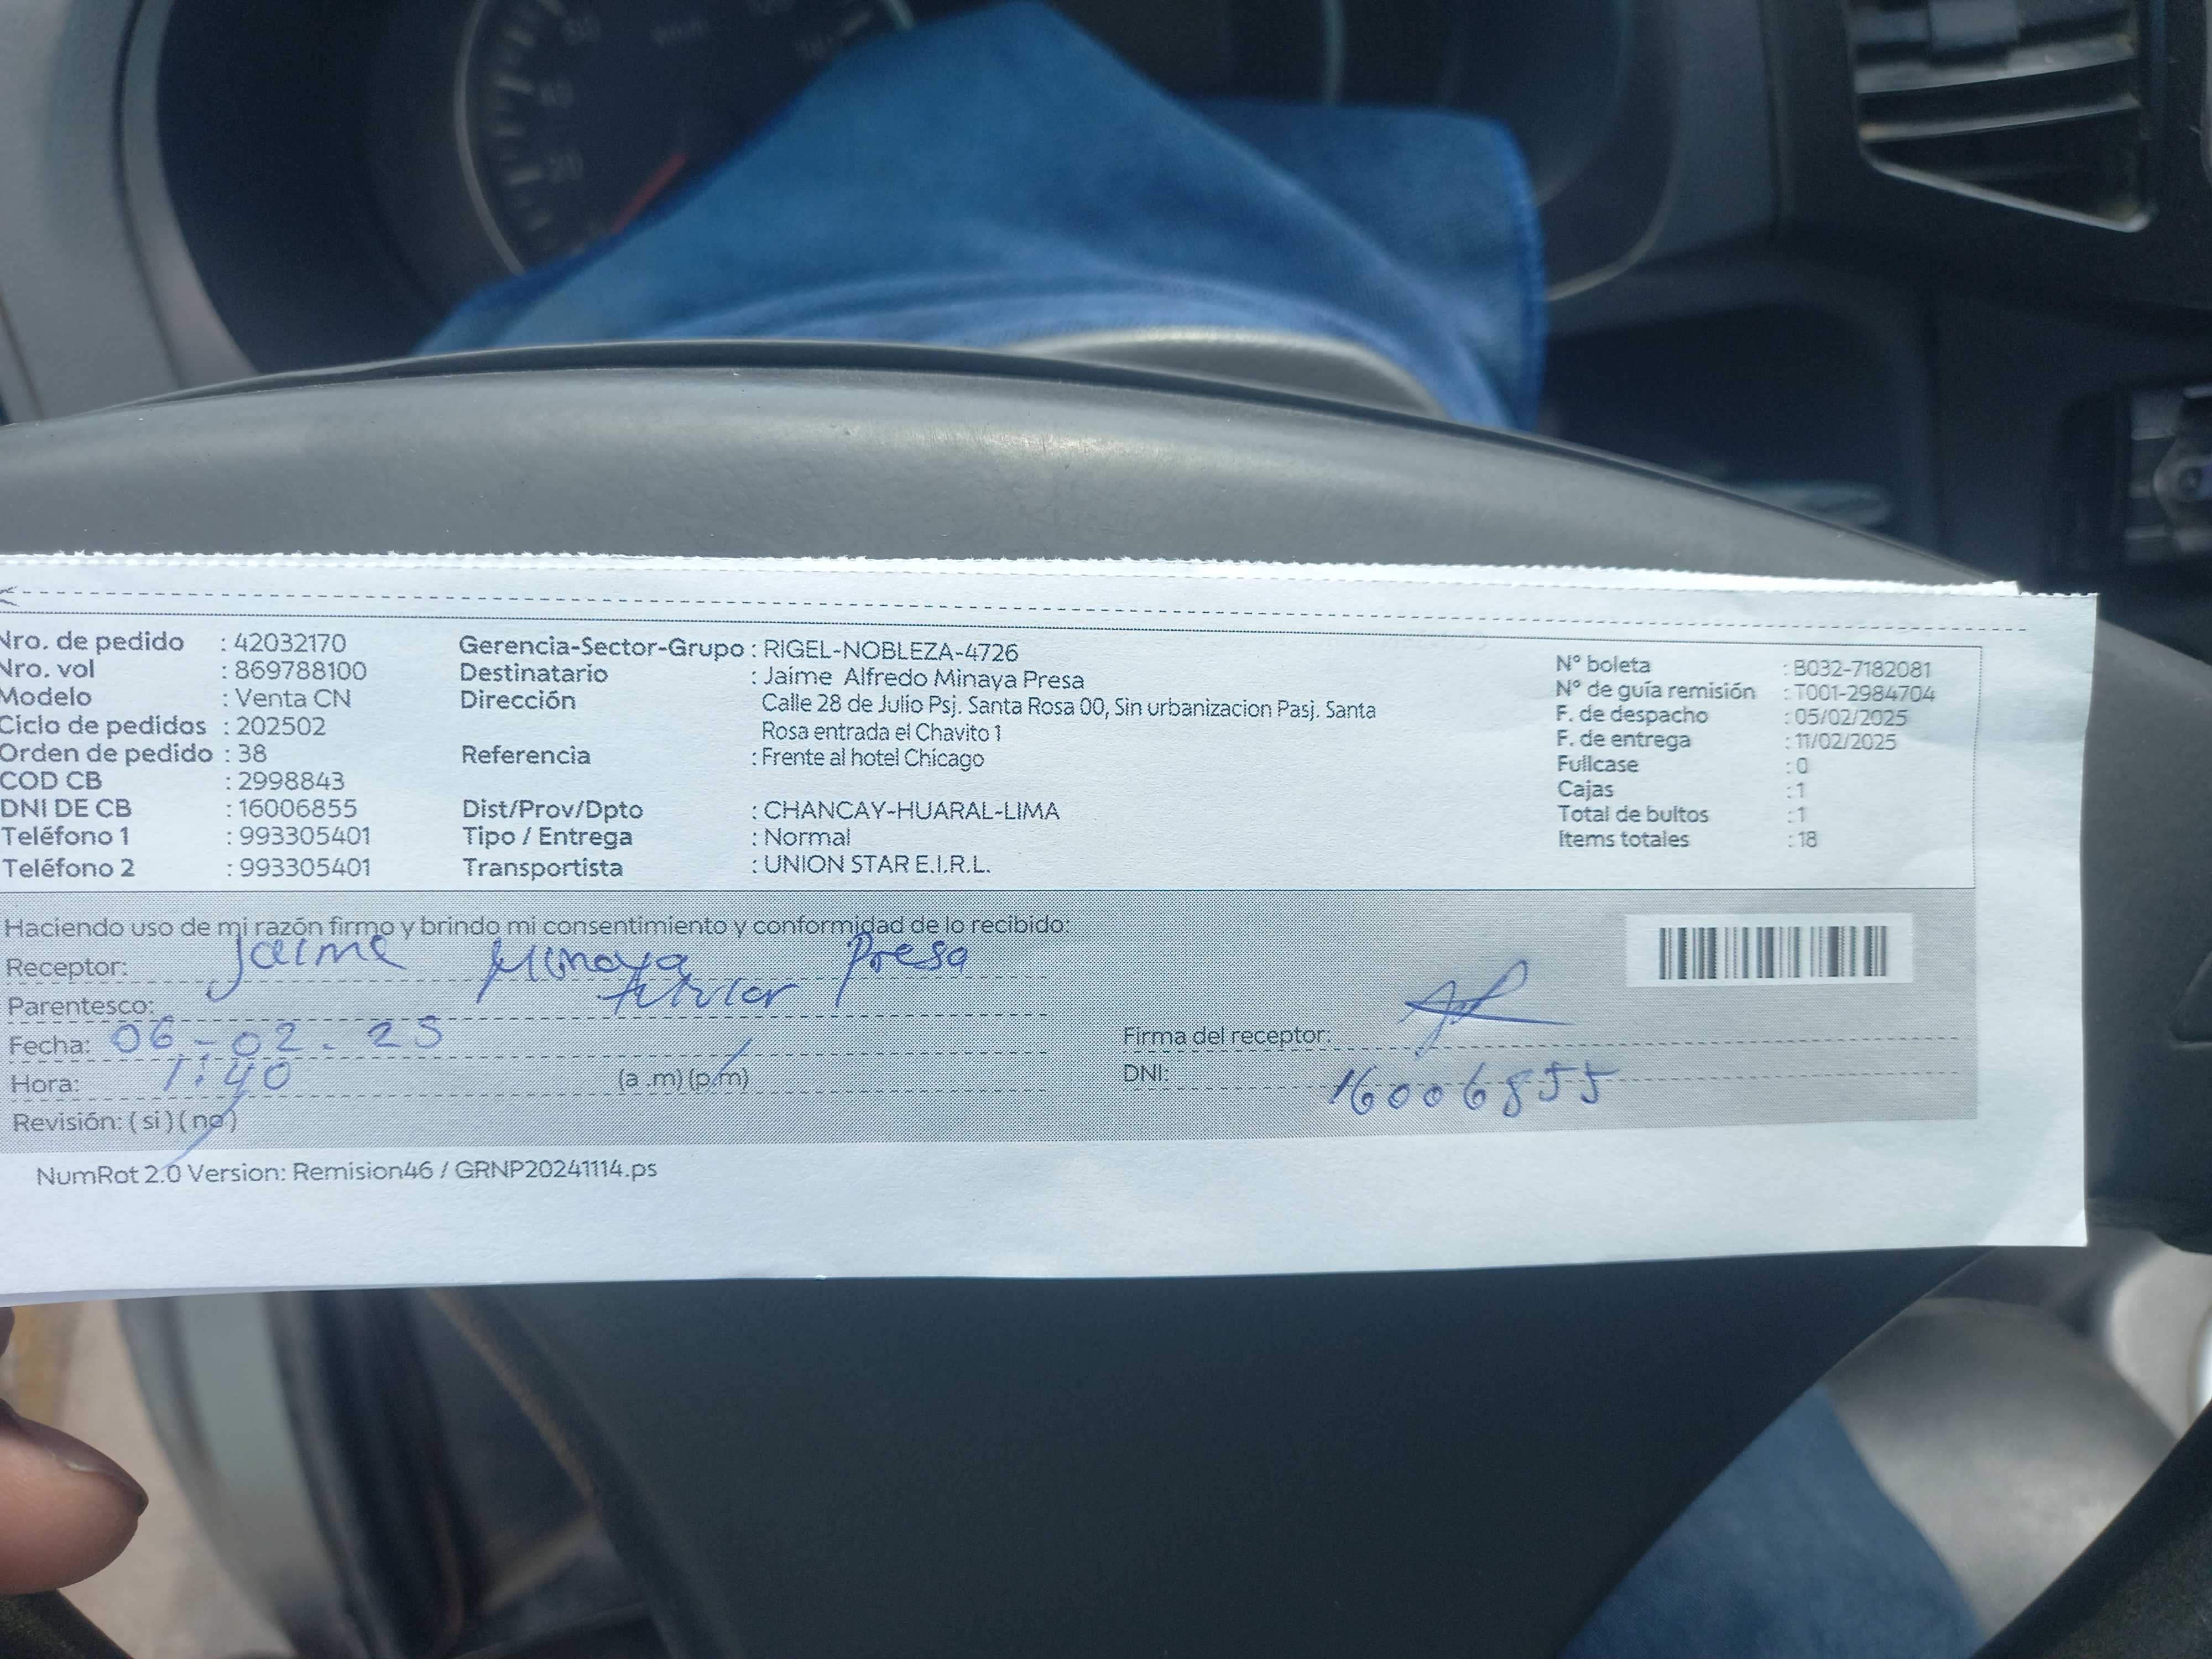 Nro. de pedido : 42032170
Nro. vol : 869788100
Modelo : Venta CN
Ciclo de pedidos : 202502
Orden de pedido : 38
COD CB : 2998843
DNI DE CB : 16006855
Teléfono 1 : 993305401
Teléfono 2 : 993305401
Gerencia-Sector-Grupo : RIGEL-NOBLEZA-4726
Destinatario : Jaime Alfredo Minaya Presa
Dirección : Calle 28 de Julio Psj. Santa Rosa 00, Sin urbanizacion Pasj. Santa
Rosa entrada el Chavito 1
Referencia : Frente al hotel Chicago
Dist/Prov/Dpto : CHANCAY-HUARAL-LIMA
Tipo / Entrega : Normal
Transportista : UNION STAR E.I.R.L.
N° boleta : B032-7182081
N° de guía remisión : T001-2984704
F. de despacho : 05/02/2025
F. de entrega : 11/02/2025
Fullcase : 0
Cajas : 1
Total de bultos : 1
Items totales : 18
Haciendo uso de mi razón firmo y brindo mi consentimiento y conformidad de lo recibido:
Receptor: Jaime Minaya Presa
Parentesco: titular
Fecha: 06-02-25
Hora: 1:40 (a.m) (p.m)
Revisión: (si) (no)
Firma del receptor:
DNI: 16006855
NumRot 2.0 Version: Remision46 / GRNP20241114.ps
60
40
20